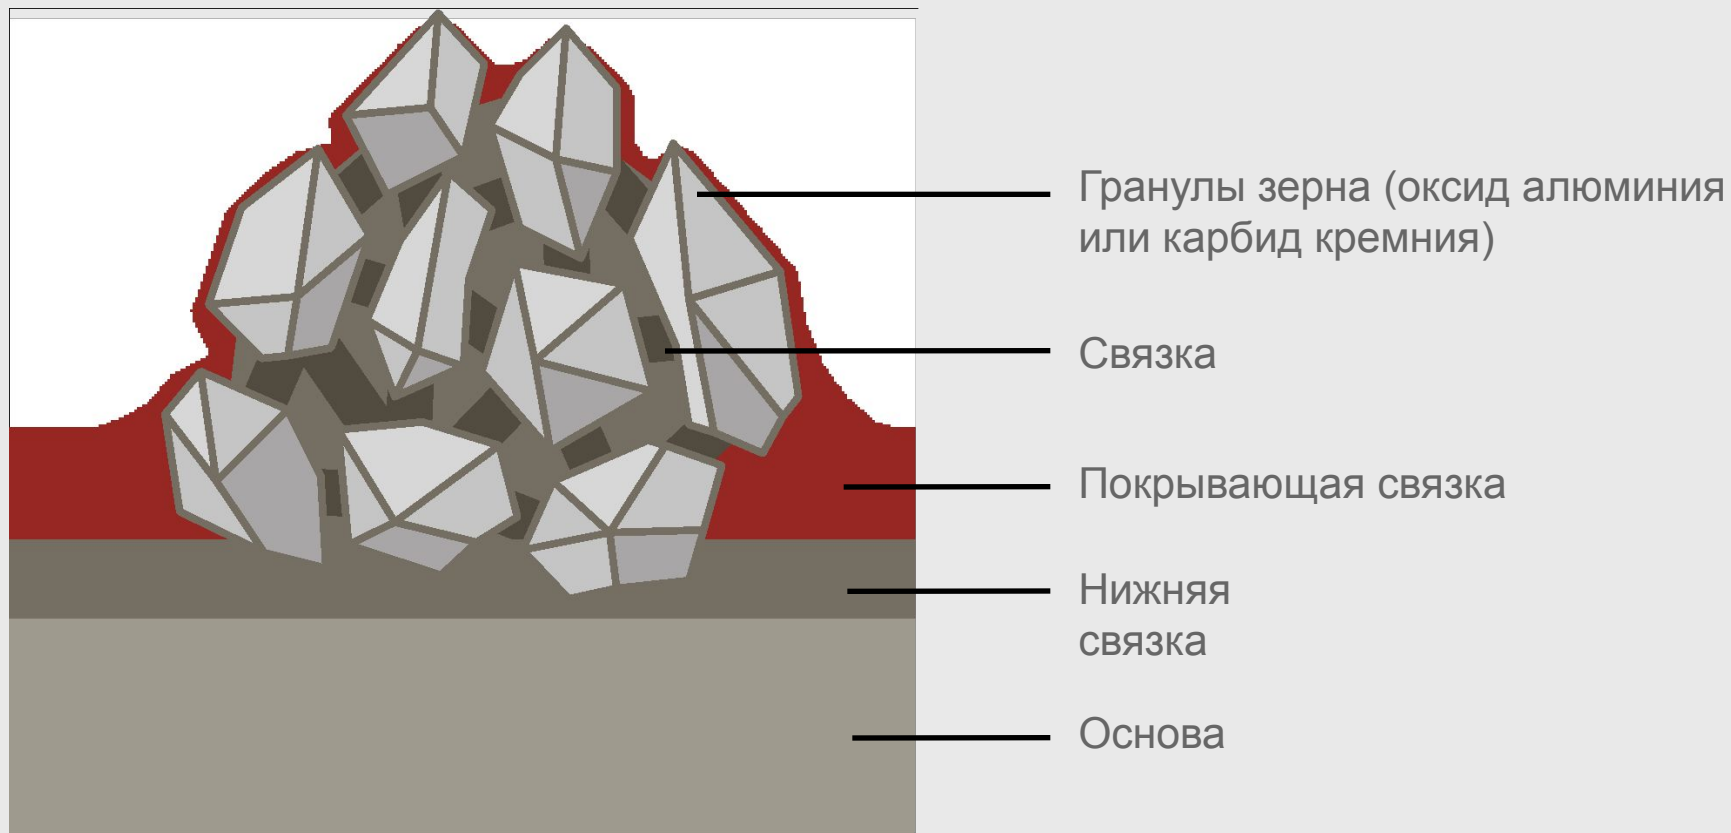 Гранулы зерна (оксид алюминия
или карбид кремния)
Связка
Покрывающая связка
Нижняя
связка
Основа